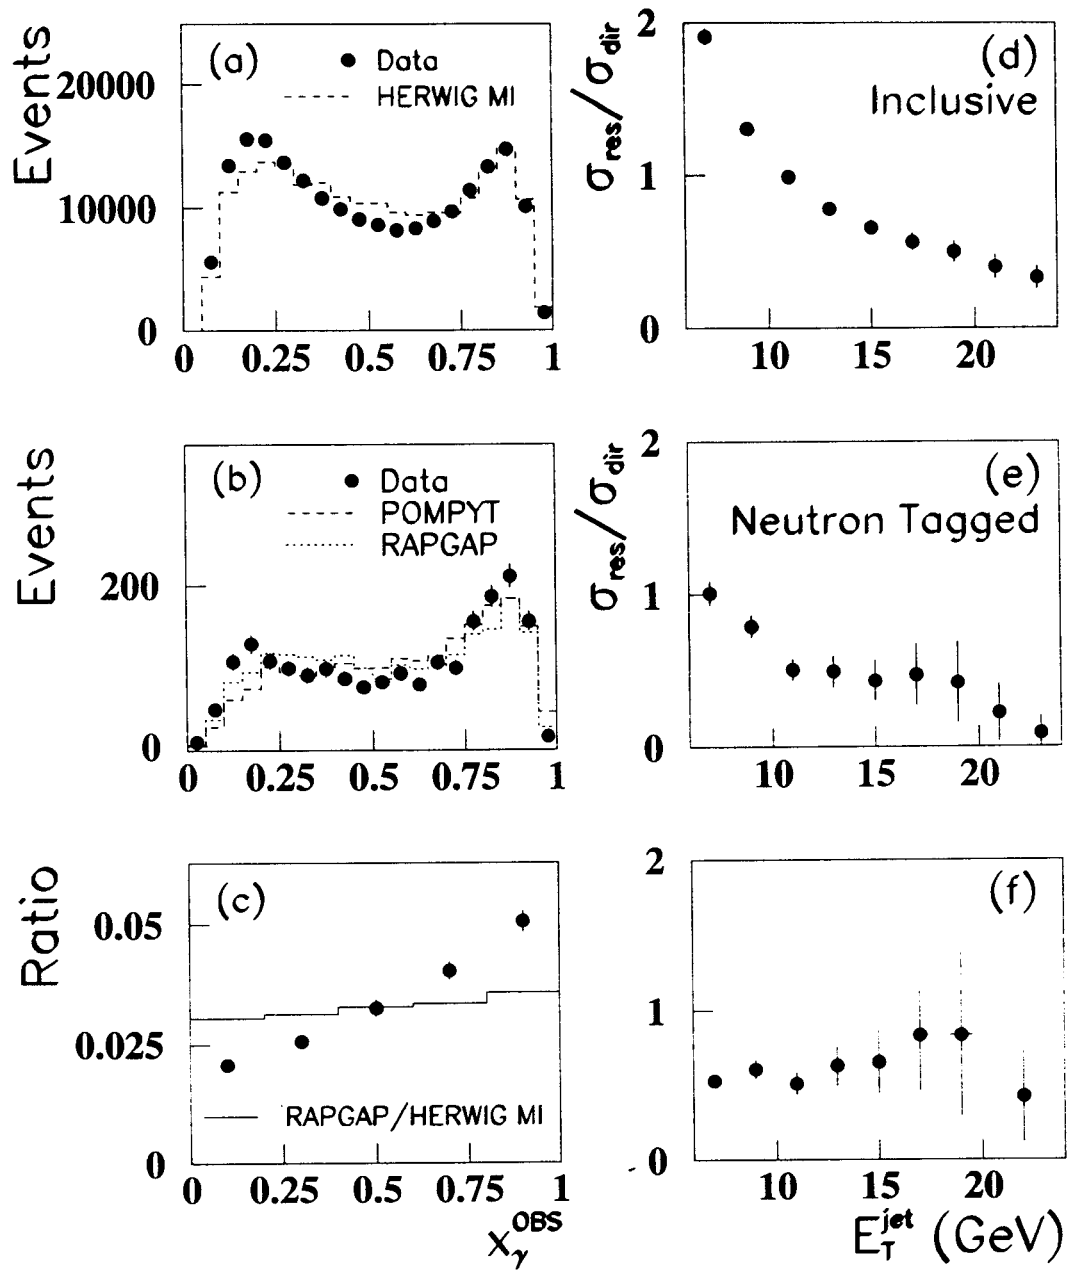 Events
(a)
Data
HERWIG MI
20000
10000
0
0 0.25 0.5 0.75 1
σres/σdir
(d)
Inclusive
2
1
0
10 15 20
Events
(b)
Data
POMPYT
RAPGAP
200
0
0 0.25 0.5 0.75 1
σres/σdir
(e)
Neutron Tagged
2
1
0
10 15 20
Ratio
(c)
0.05
0.025
0
RAPGAP/HERWIG MI
0 0.25 0.5 0.75 1
xγOBS
(f)
2
1
0
10 15 20
ETjet (GeV)